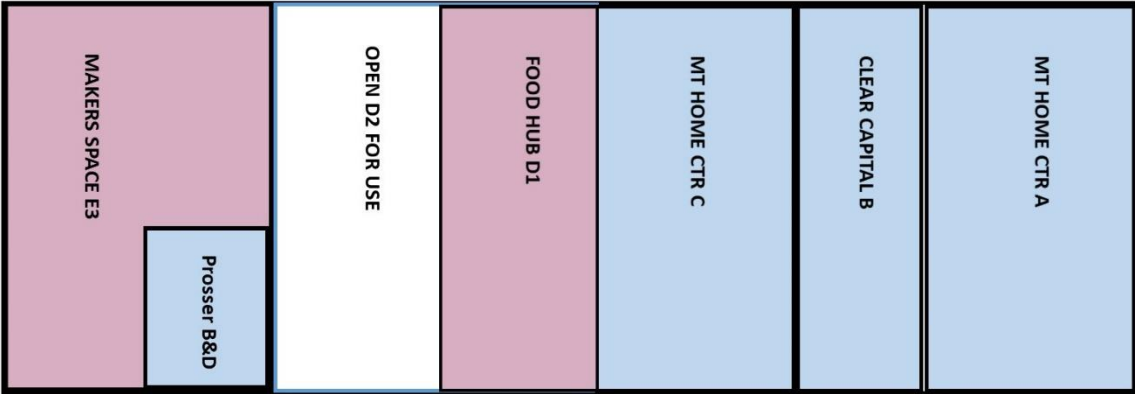 MAKERS SPACE E3
Prosser B&D
OPEN D2 FOR USE
FOOD HUB D1
MT HOME CTR C
CLEAR CAPITAL B
MT HOME CTR A